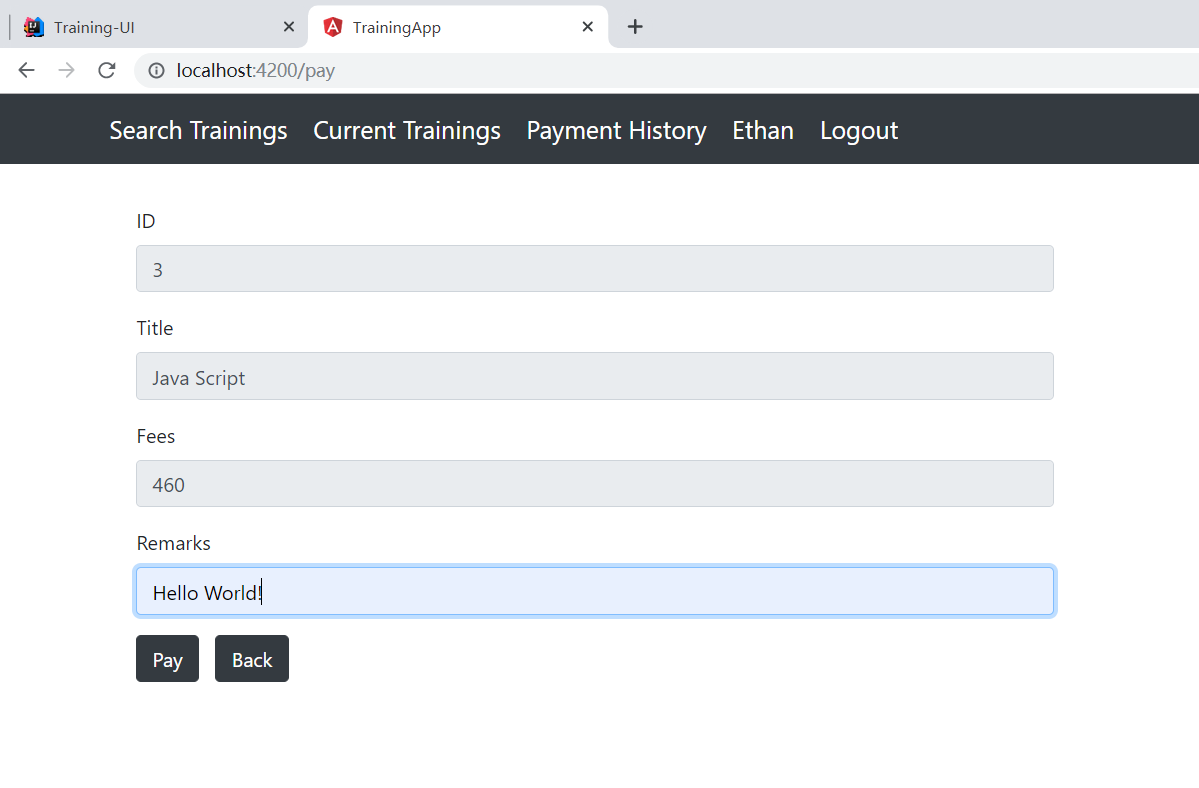 Training-UI TrainingApp
localhost:4200/pay
Search Trainings Current Trainings Payment History Ethan Logout
ID
3
Title
Java Script
Fees
460
Remarks
Hello World!
Pay Back